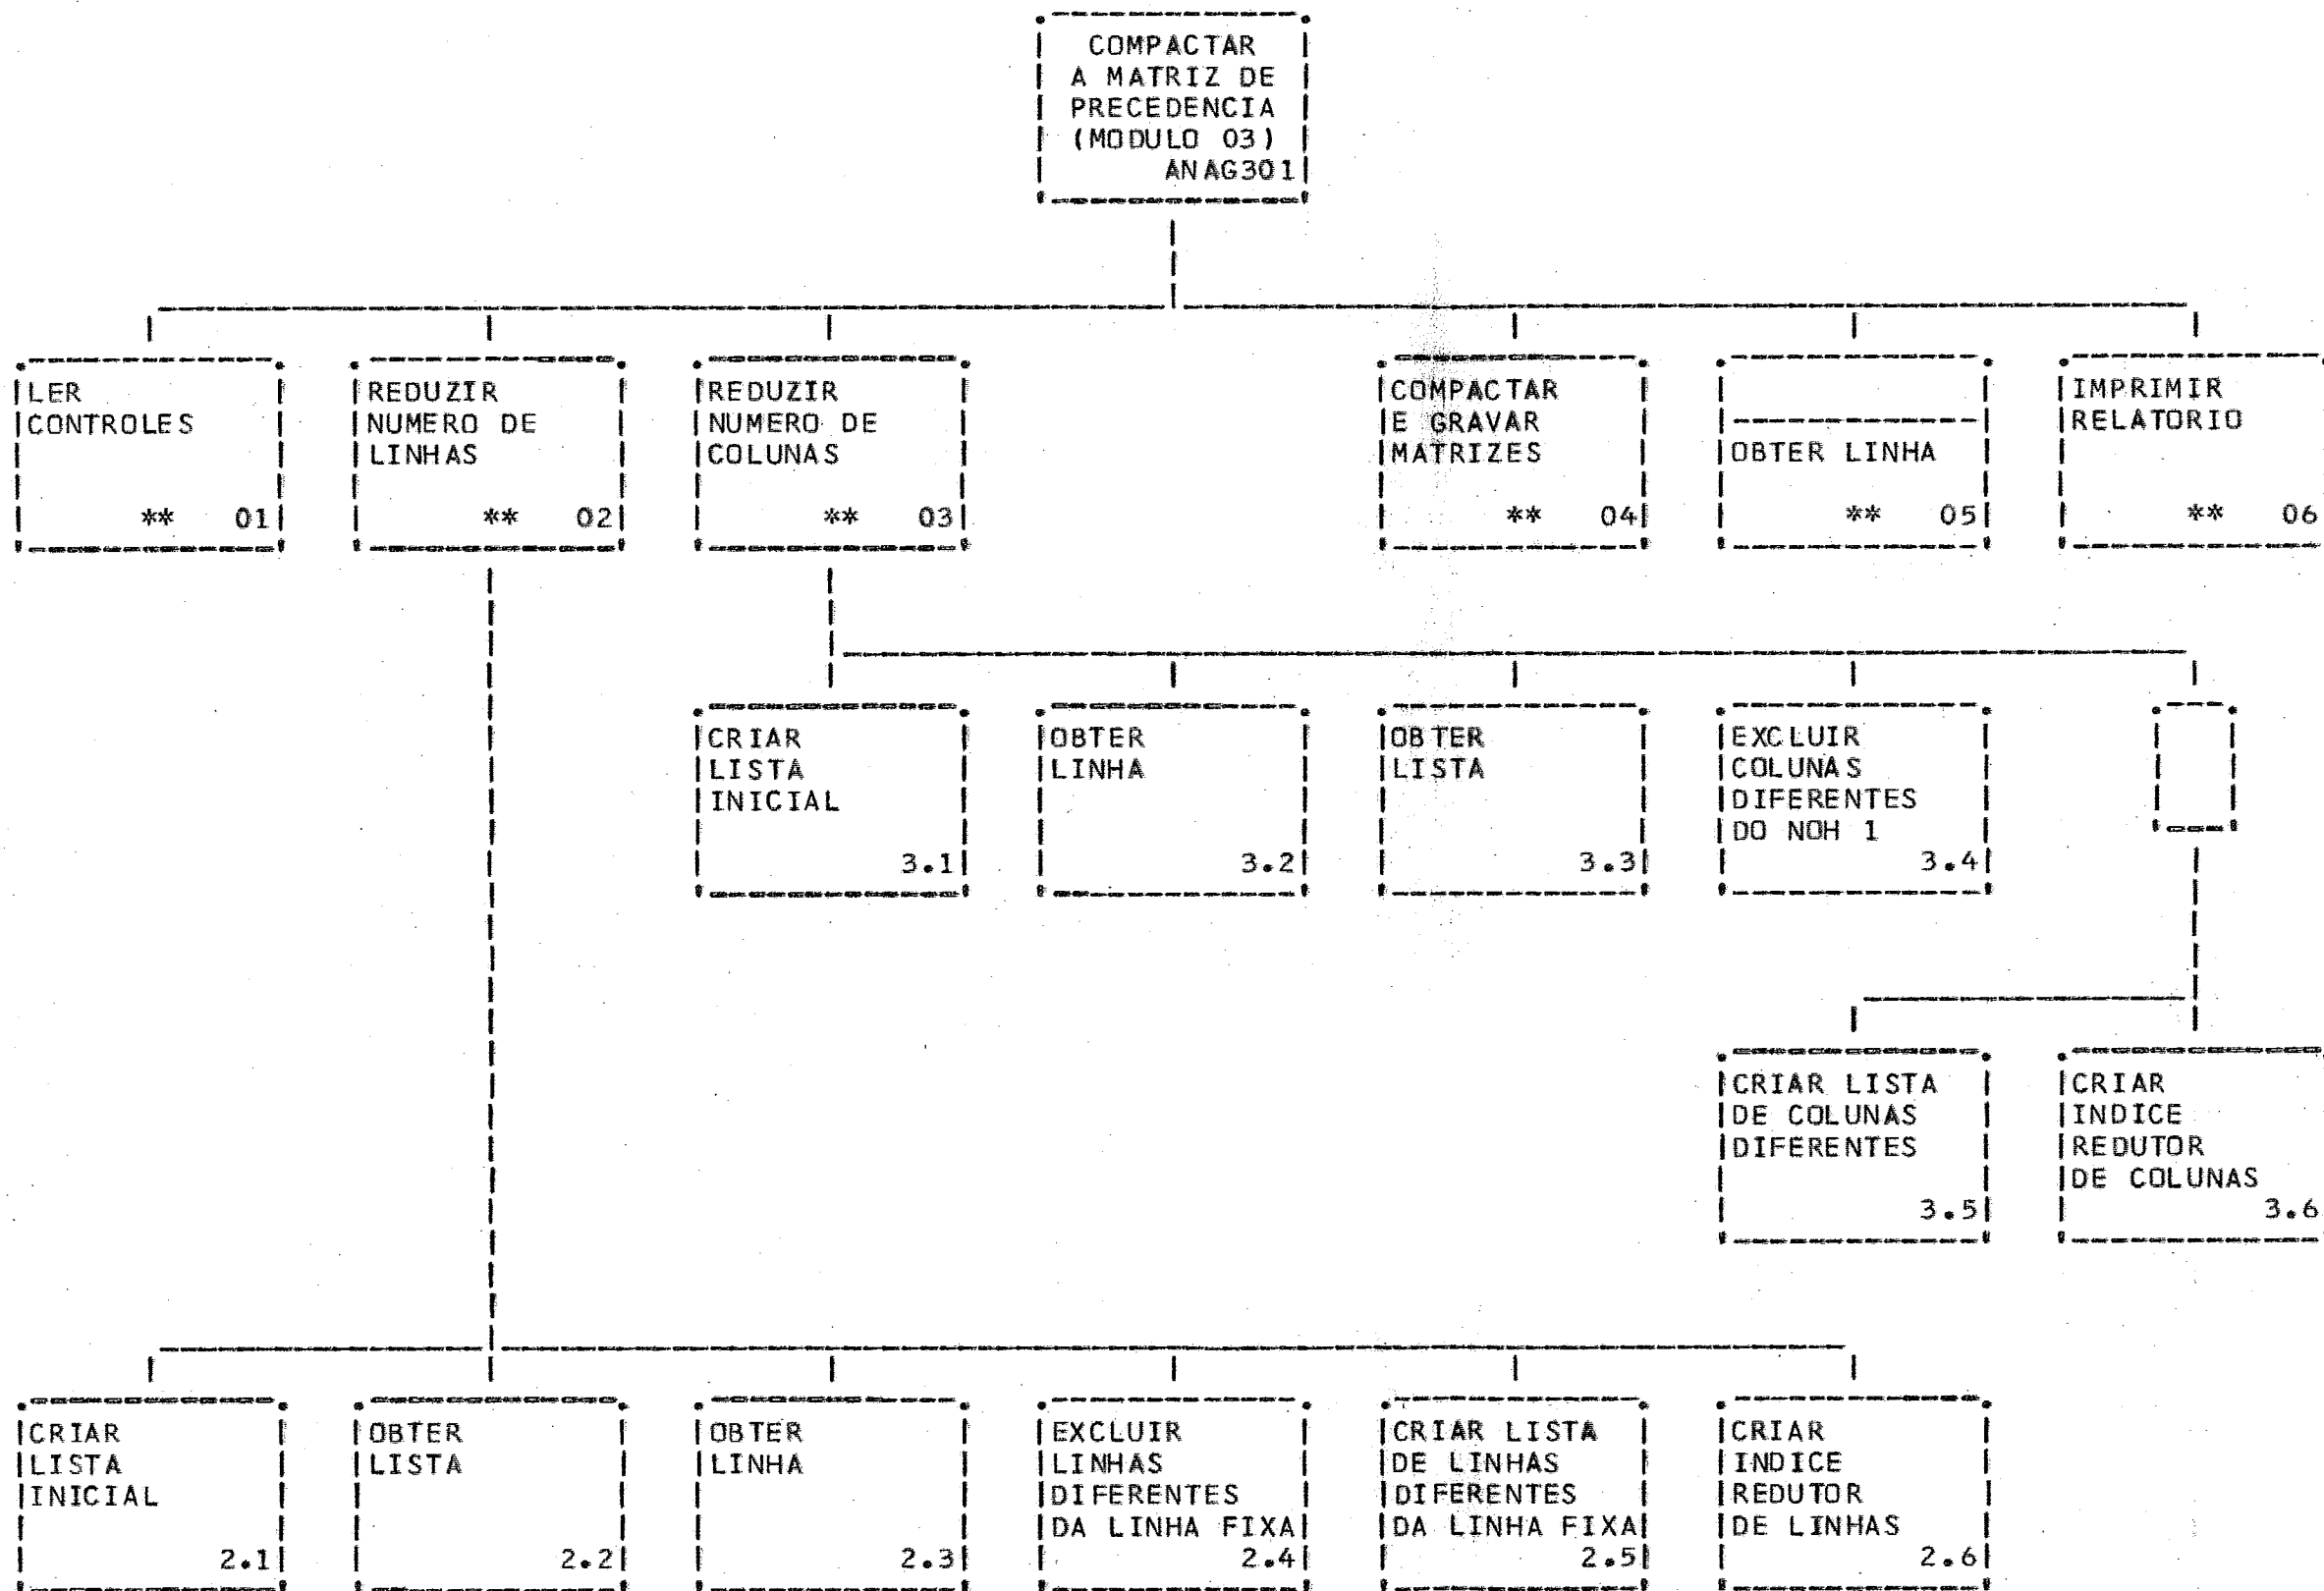 COMPACTAR
A MATRIZ DE
PRECEDENCIA
(MODULO 03)
ANAG301
LER
CONTROLES
** 01
REDUZIR
NUMERO DE
LINHAS
** 02
REDUZIR
NUMERO DE
COLUNAS
** 03
COMPACTAR
E GRAVAR
MATRIZES
** 04
OBTER LINHA
** 05
IMPRIMIR
RELATORIO
** 06
CRIAR
LISTA
INICIAL
3.1
OBTER
LINHA
3.2
OBTER
LISTA
3.3
EXCLUIR
COLUNAS
DIFERENTES
DO NOH 1
3.4
CRIAR LISTA
DE COLUNAS
DIFERENTES
3.5
CRIAR
INDICE
REDUTOR
DE COLUNAS
3.6
CRIAR
LISTA
INICIAL
2.1
OBTER
LISTA
2.2
OBTER
LINHA
2.3
EXCLUIR
LINHAS
DIFERENTES
DA LINHA FIXA
2.4
CRIAR LISTA
DE LINHAS
DIFERENTES
DA LINHA FIXA
2.5
CRIAR
INDICE
REDUTOR
DE LINHAS
2.6